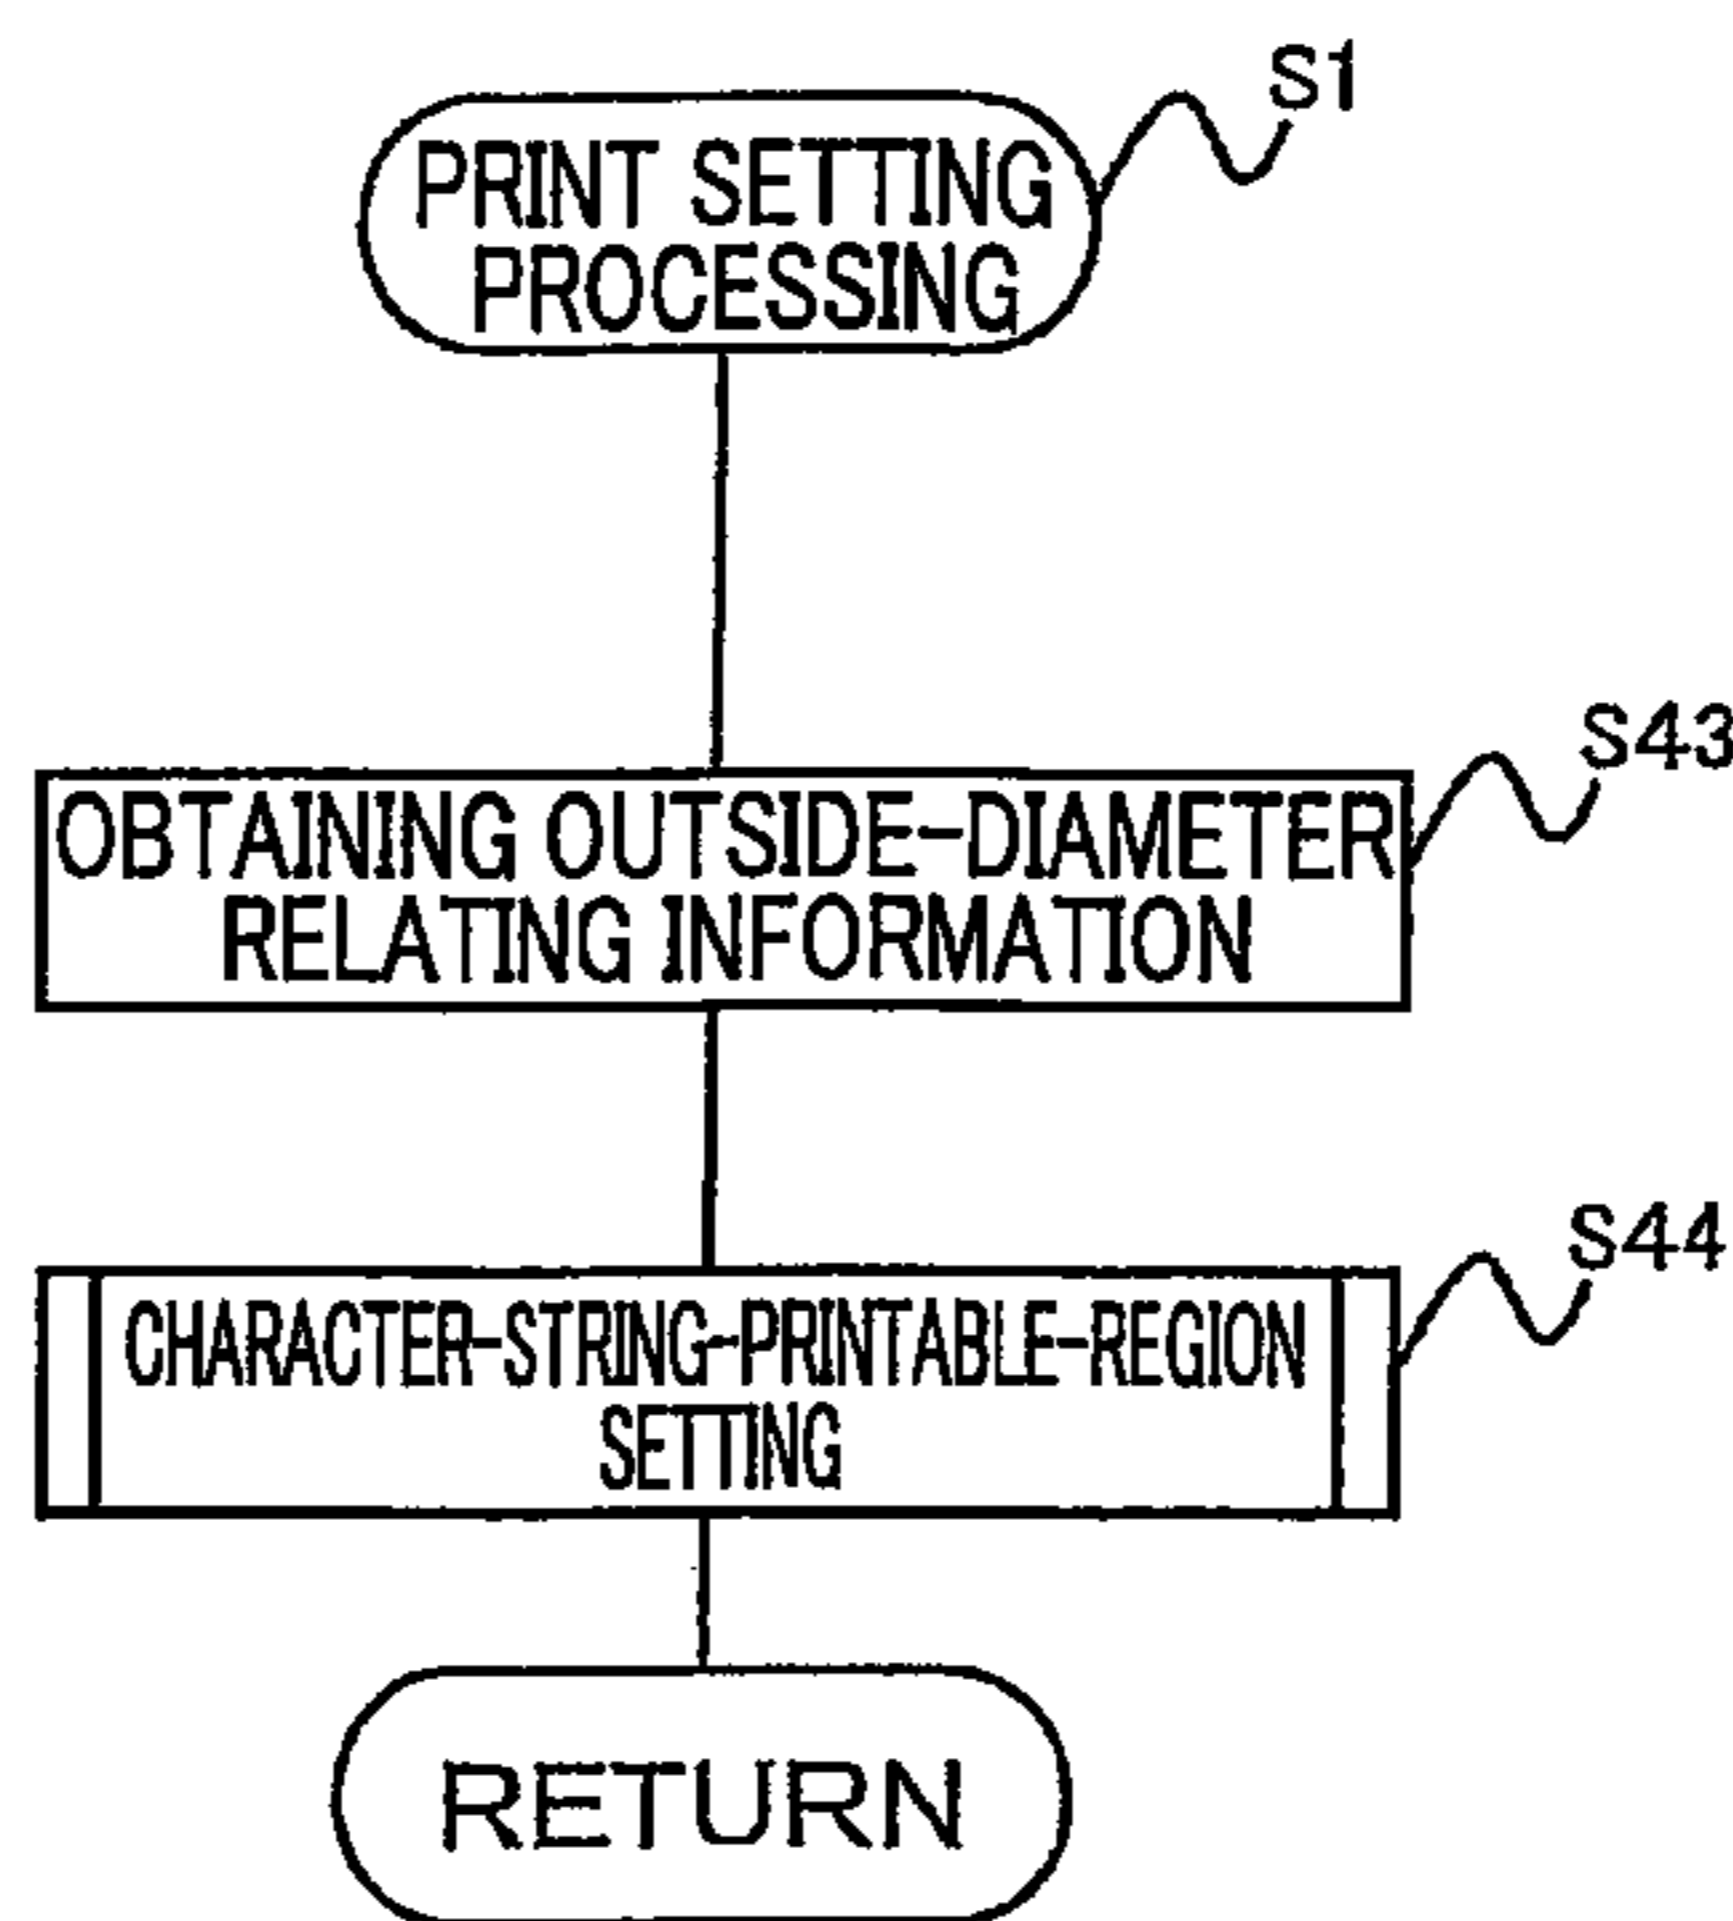 S1
PRINT SETTING
PROCESSING
S43
OBTAINING OUTSIDE-DIAMETER
RELATING INFORMATION
S44
CHARACTER-STRING-PRINTABLE-REGION
SETTING
RETURN